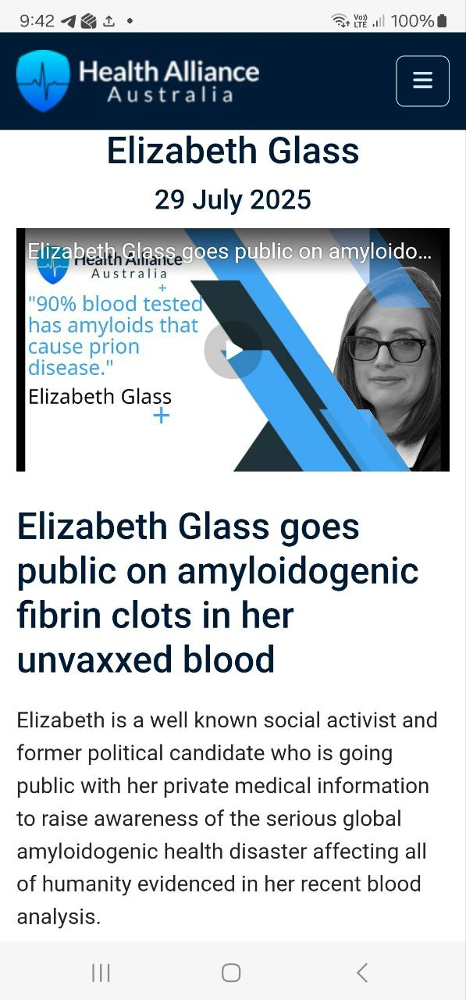 9:42
Vo))
LTE
100%
Health Alliance
Australia
Elizabeth Glass
29 July 2025
Elizabeth Glass goes public on amyloido...
Health Alliance
Australia
"90% blood tested
has amyloids that
cause prion
disease."
Elizabeth Glass
Elizabeth Glass goes
public on amyloidogenic
fibrin clots in her
unvaxxed blood
Elizabeth is a well known social activist and
former political candidate who is going
public with her private medical information
to raise awareness of the serious global
amyloidogenic health disaster affecting all
of humanity evidenced in her recent blood
analysis.